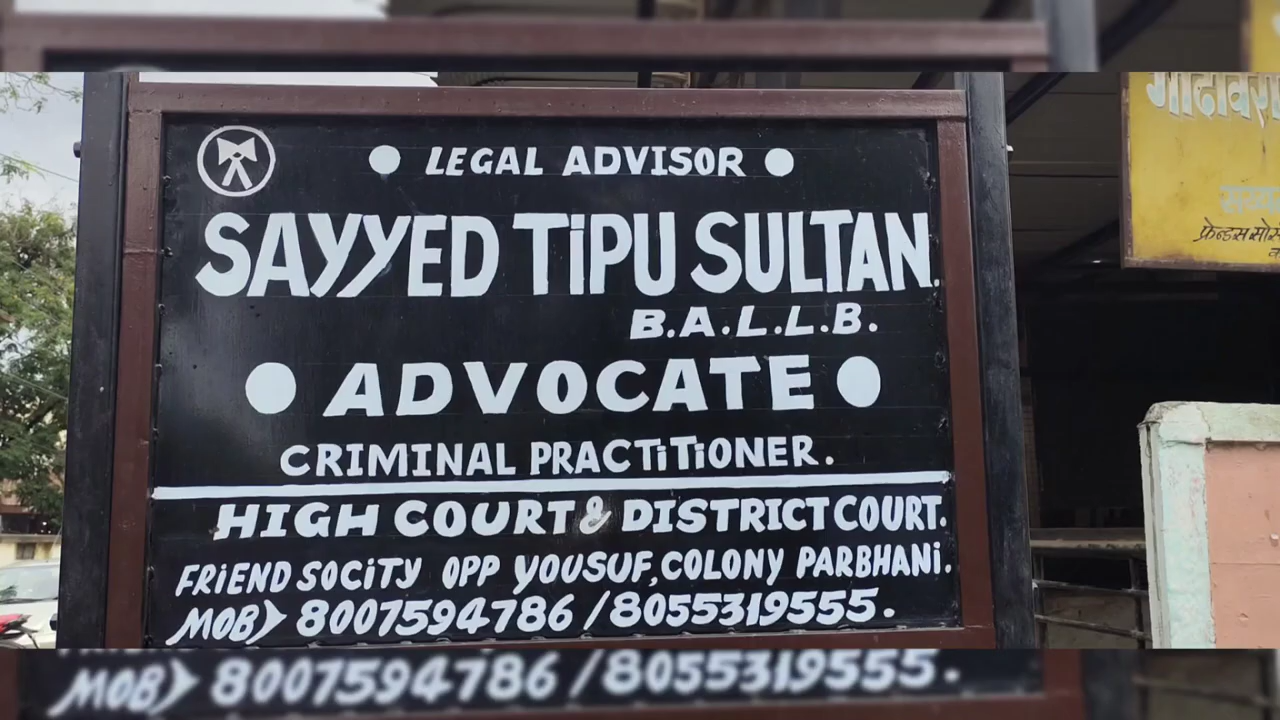 LEGAL ADVISOR
SAYYED TiPU SULTAN.
B.A.L.L.B.
ADVOCATE
CRIMINAL PRACTiTiONER.
HIGH COURT & DISTRICT COURT.
FRiEND SOCiTY OPP YOUSUF, COLONY PARBHANi.
MOB 8007594786 / 8055319555.
MOB 8007594786 / 8055319555.